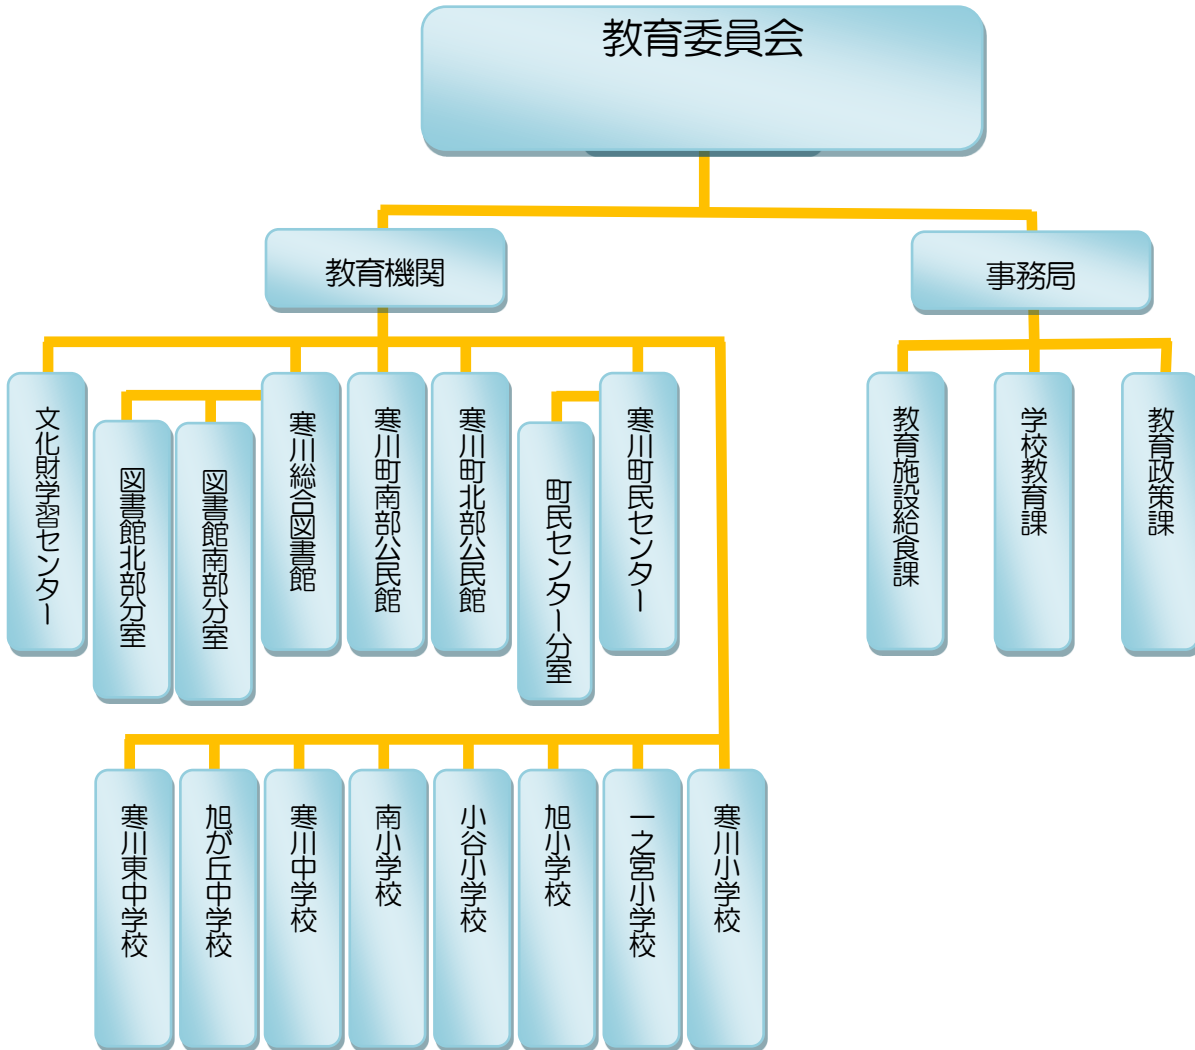 教育委員会
教育機関
事務局
文化財学習センター
図書館北部分室
図書館南部分室
寒川総合図書館
寒川町南部公民館
寒川町北部公民館
町民センター分室
寒川町民センター
教育施設給食課
学校教育課
教育政策課
寒川東中学校
旭が丘中学校
寒川中学校
南小学校
小谷小学校
旭小学校
一之宮小学校
寒川小学校